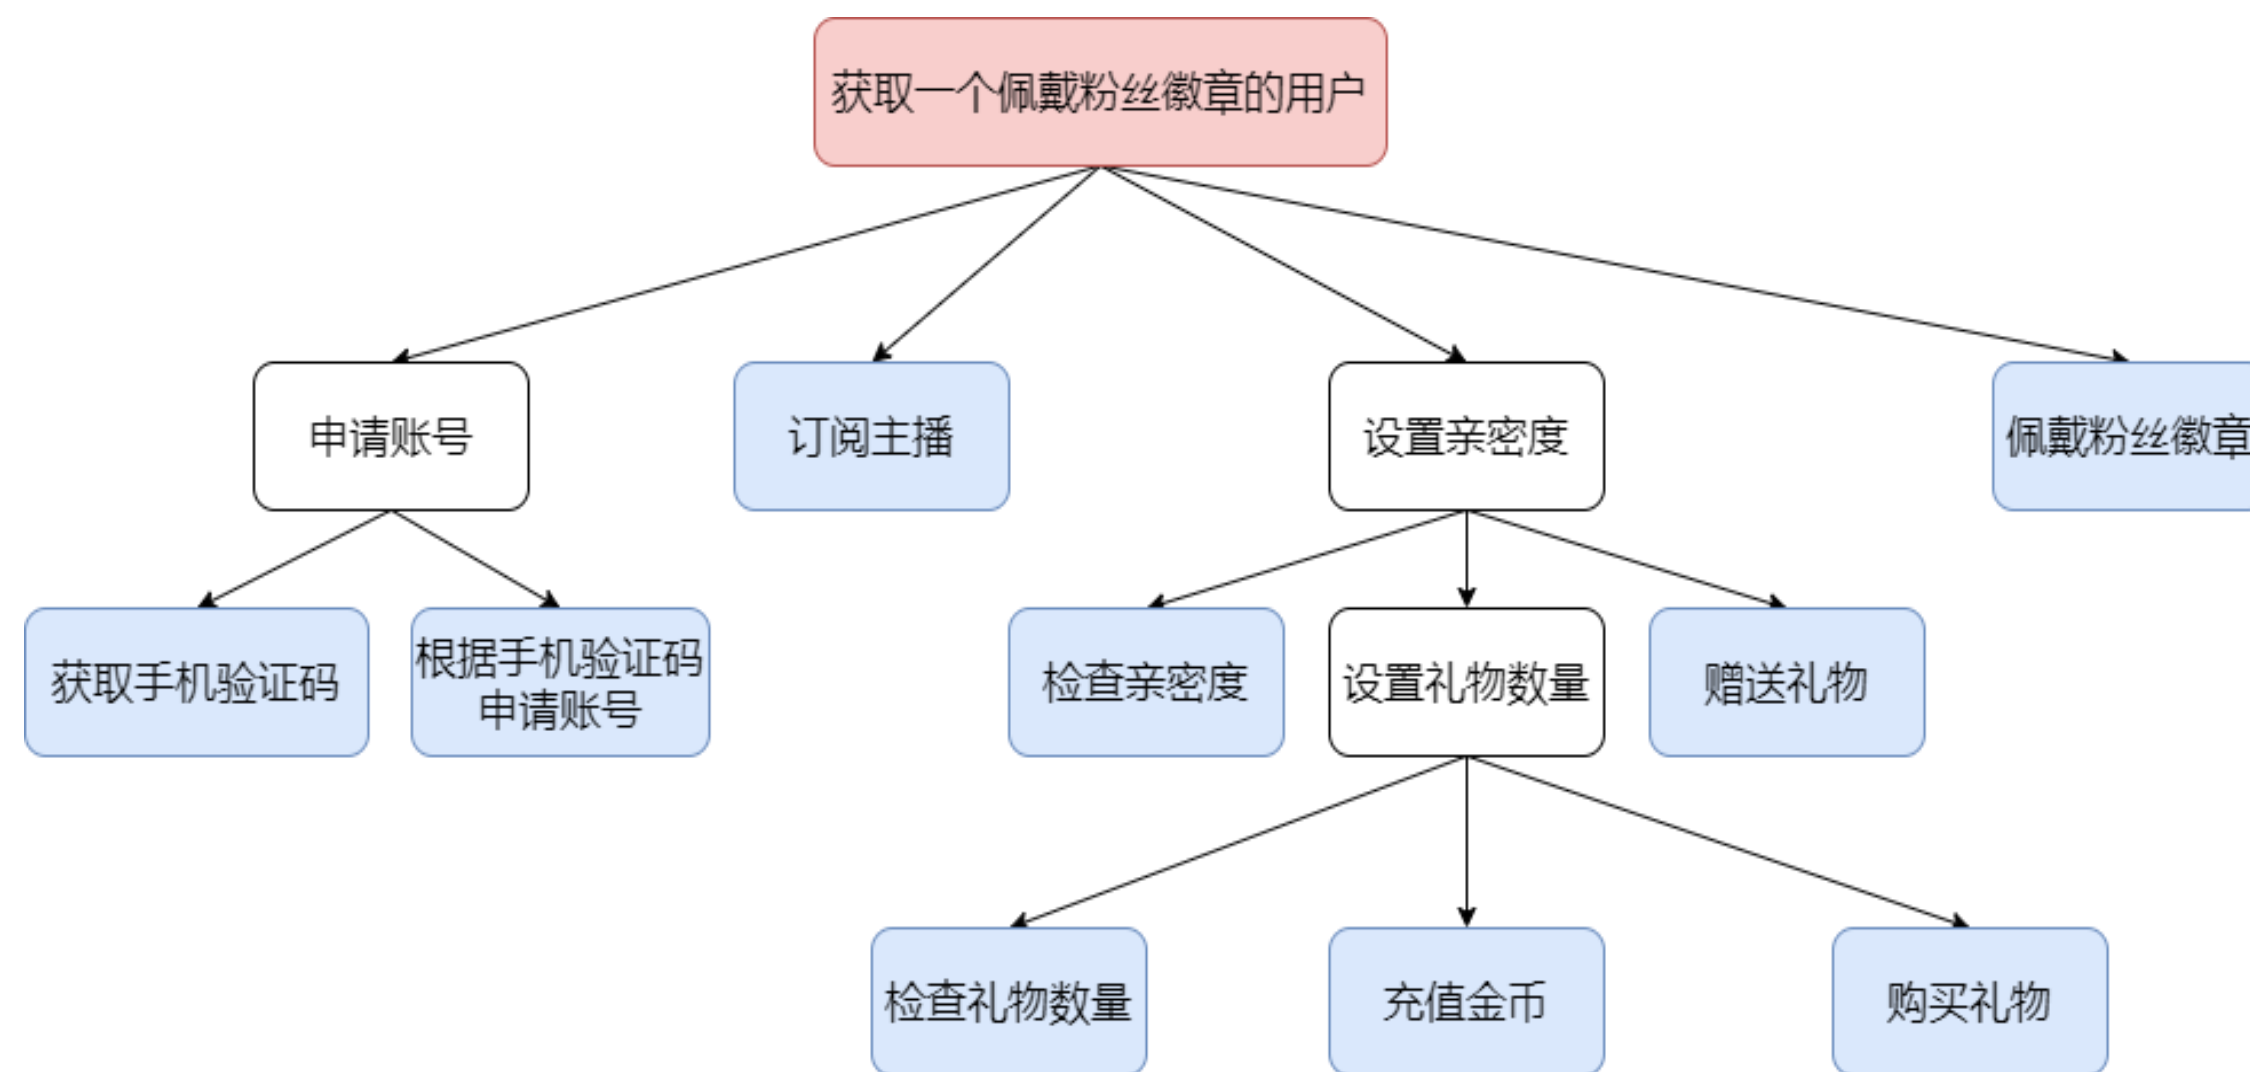 获取一个佩戴粉丝徽章的用户
申请账号
订阅主播
设置亲密度
佩戴粉丝徽章
获取手机验证码
根据手机验证码
申请账号
检查亲密度
设置礼物数量
赠送礼物
检查礼物数量
充值金币
购买礼物